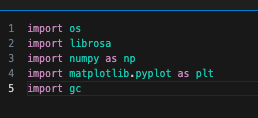 1 import os
2 import librosa
3 import numpy as np
4 import matplotlib.pyplot as plt
5 import gc